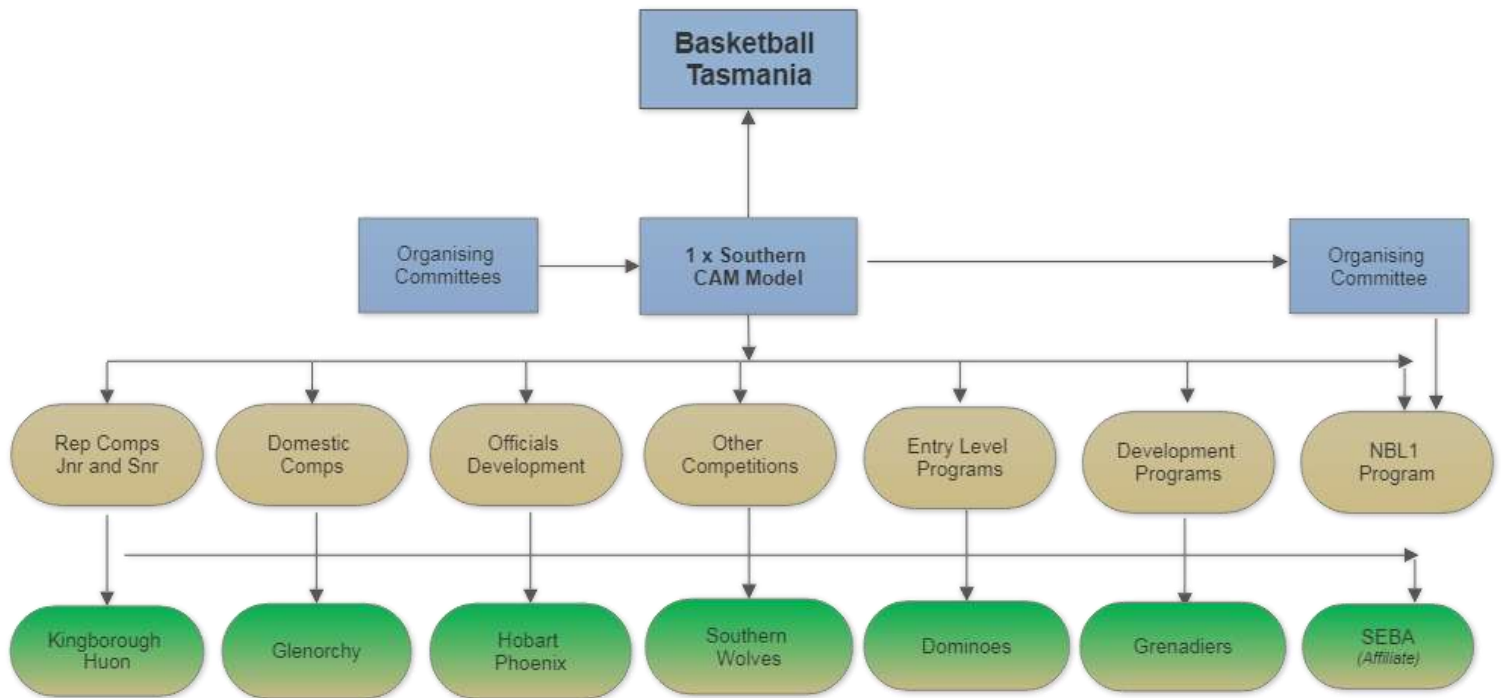 Basketball
Tasmania
Organising
Committees
1 x Southern
CAM Model
Organising
Committee
Rep Comps
Jnr and Snr
Domestic
Comps
Officials
Development
Other
Competitions
Entry Level
Programs
Development
Programs
NBL1
Program
Kingborough
Huon
Glenorchy
Hobart
Phoenix
Southern
Wolves
Dominoes
Grenadiers
SEBA
(Affiliate)